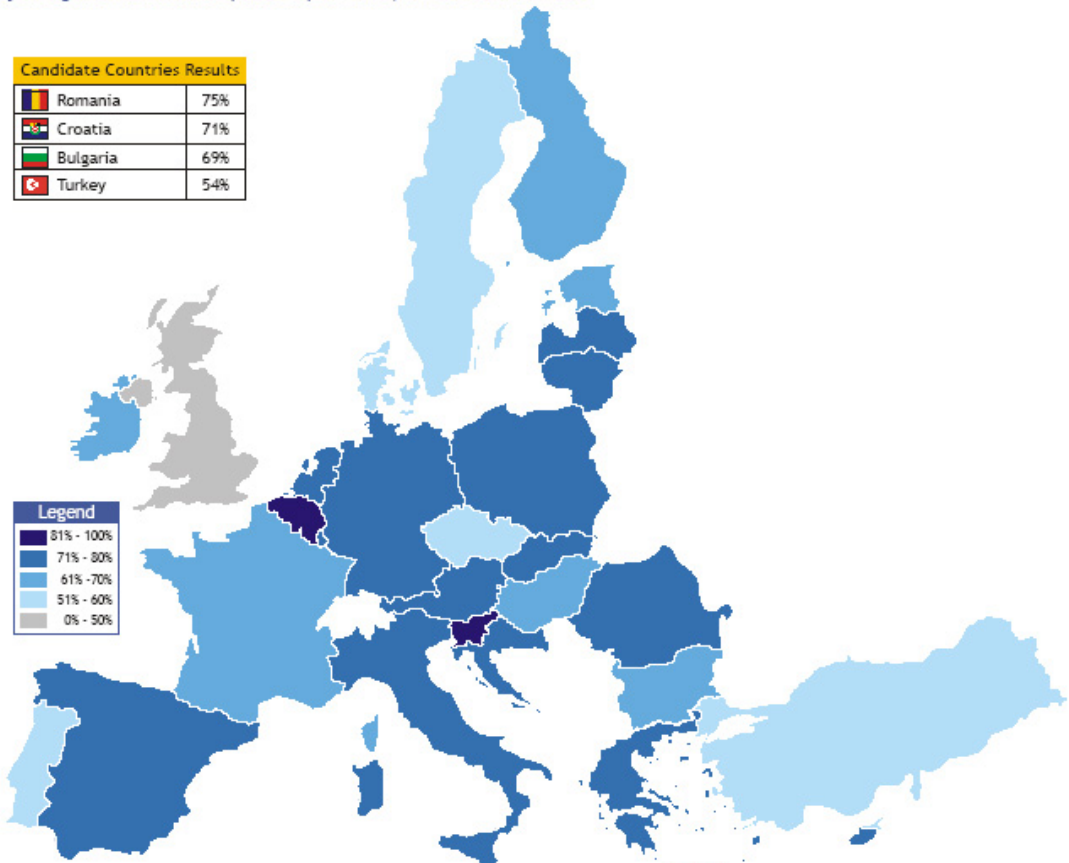 Candidate Countries Results
Romania 75%
Croatia 71%
Bulgaria 69%
Turkey 54%
Legend
81% - 100%
71% - 80%
61% -70%
51% - 60%
0% - 50%